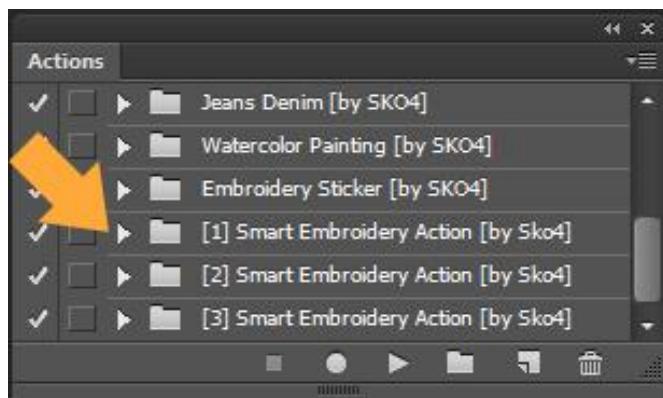 Actions
Jeans Denim [by SKO4]
Watercolor Painting [by SKO4]
Embroidery Sticker [by SKO4]
[1] Smart Embroidery Action [by Sko4]
[2] Smart Embroidery Action [by Sko4]
[3] Smart Embroidery Action [by Sko4]